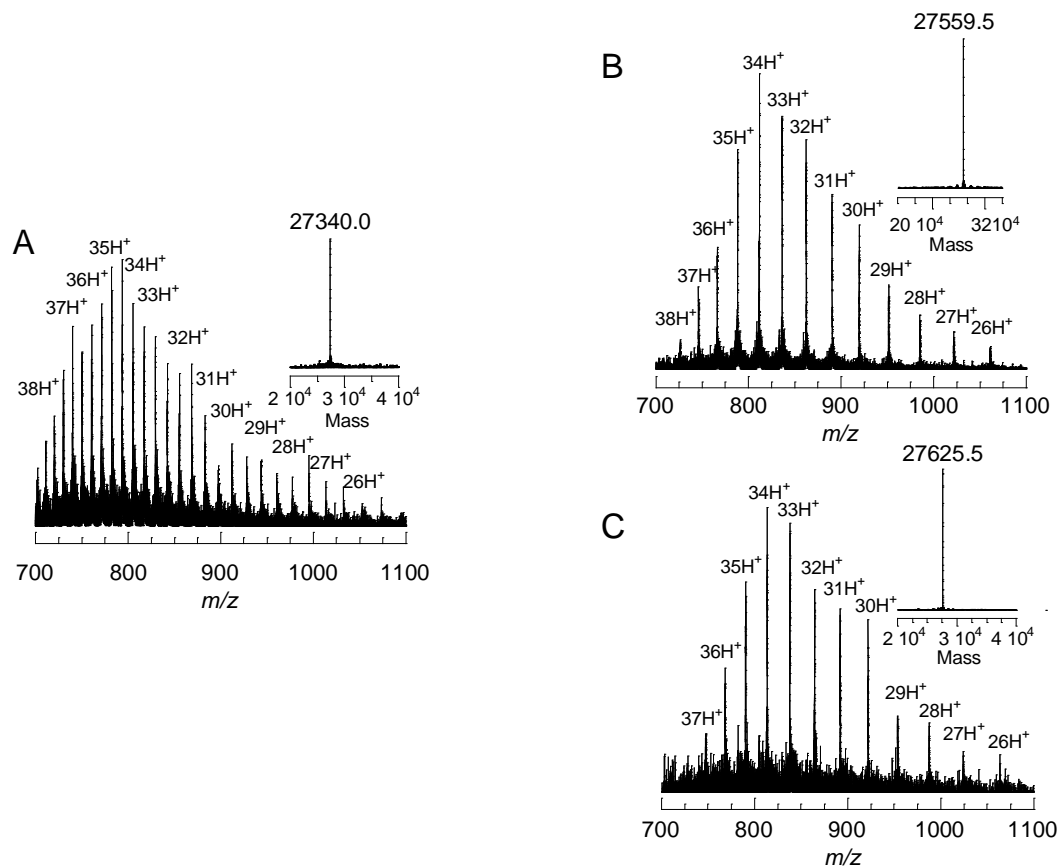 A
27340.0
35H+
34H+
36H+
33H+
37H+
32H+
38H+
31H+
30H+
29H+
28H+
27H+
26H+
2 10⁴ 3 10⁴ 4 10⁴
Mass
700 800 900 1000 1100
m/z
B
27559.5
34H+
33H+
35H+
32H+
31H+
30H+
36H+
29H+
37H+
28H+
27H+
26H+
38H+
20 10⁴ 3210⁴
Mass
700 800 900 1000 1100
m/z
C
27625.5
34H+
33H+
35H+
32H+
31H+
30H+
36H+
29H+
28H+
37H+
27H+
26H+
2 10⁴ 3 10⁴ 4 10⁴
Mass
700 800 900 1000 1100
m/z